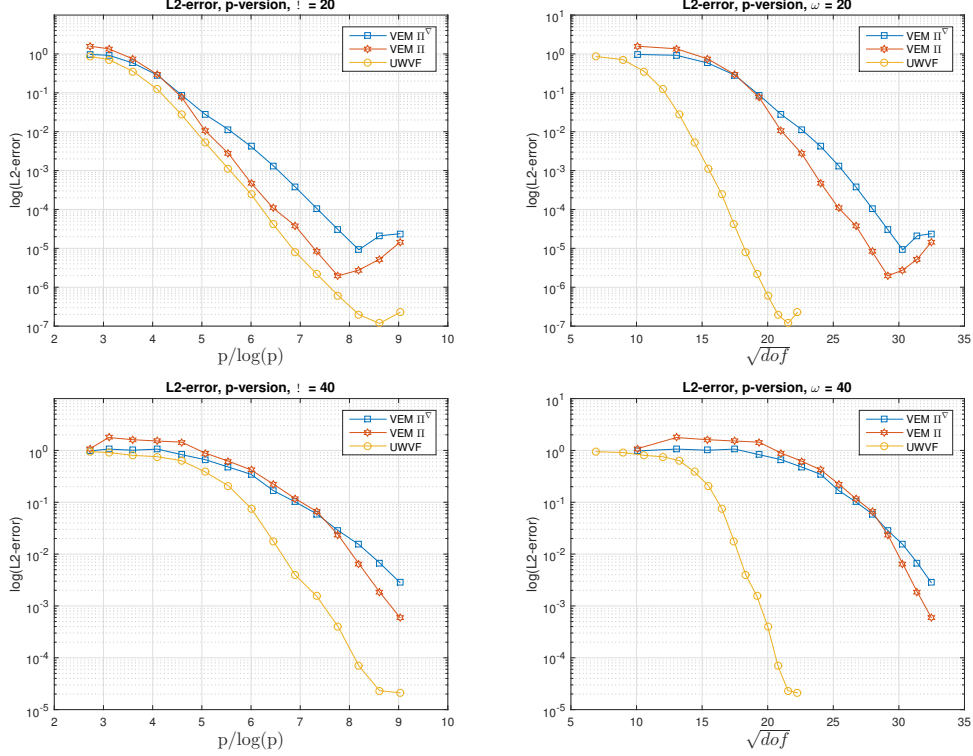 L2-error, p-version, ! = 20
log(L2-error)
10^0
10^-1
10^-2
10^-3
10^-4
10^-5
10^-6
10^-7
VEM Π^∇
VEM Π
UWVF
2 3 4 5 6 7 8 9 10
p/log(p)
L2-error, p-version, ω = 20
log(L2-error)
10^1
10^0
10^-1
10^-2
10^-3
10^-4
10^-5
10^-6
10^-7
VEM Π^∇
VEM Π
UWVF
5 10 15 20 25 30 35
√dof
L2-error, p-version, ! = 40
log(L2-error)
10^0
10^-1
10^-2
10^-3
10^-4
10^-5
VEM Π^∇
VEM Π
UWVF
2 3 4 5 6 7 8 9 10
p/log(p)
L2-error, p-version, ω = 40
log(L2-error)
10^1
10^0
10^-1
10^-2
10^-3
10^-4
10^-5
VEM Π^∇
VEM Π
UWVF
5 10 15 20 25 30 35
√dof